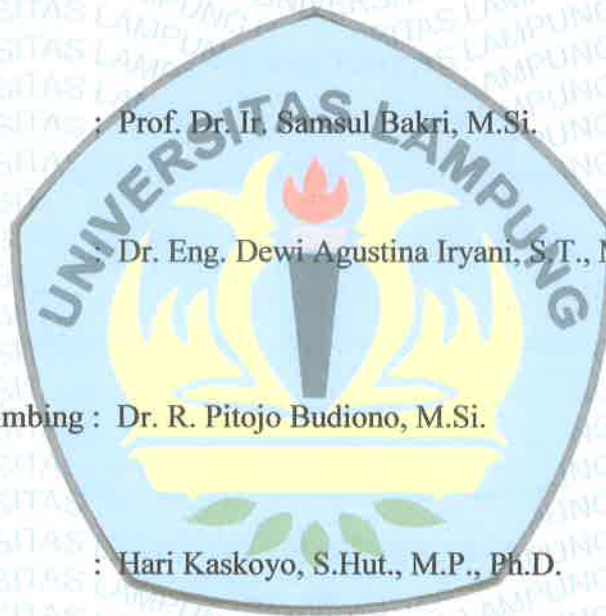 UNIVERSITAS LAMPUNG
: Prof. Dr. Ir. Samsul Bakri, M.Si.
: Dr. Eng. Dewi Agustina Iryani, S.T.,
mbing : Dr. R. Pitojo Budiono, M.Si.
: Hari Kaskoyo, S.Hut., M.P., Ph.D.